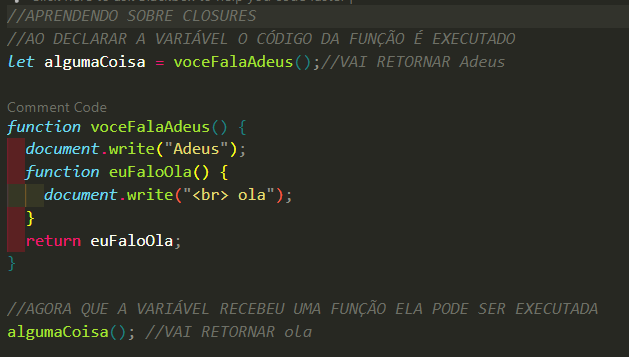 //APRENDENDO SOBRE CLOSURES
//AO DECLARAR A VARIÁVEL O CÓDIGO DA FUNÇÃO É EXECUTADO
let algumaCoisa = voceFalaAdeus();//VAI RETORNAR Adeus
Comment Code
function voceFalaAdeus() {
document.write("Adeus");
function euFaloOla() {
document.write("<br> ola");
}
return euFaloOla;
}
//AGORA QUE A VARIÁVEL RECEBEU UMA FUNÇÃO ELA PODE SER EXECUTADA
algumaCoisa(); //VAI RETORNAR ola